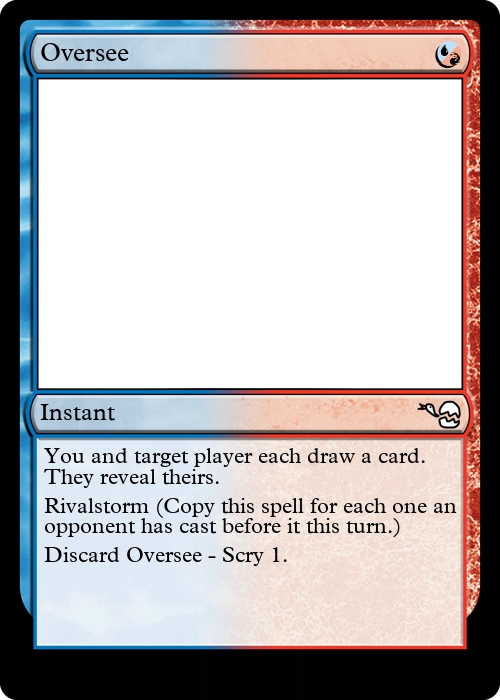 Oversee
Instant
You and target player each draw a card.
They reveal theirs.
Rivalstorm (Copy this spell for each one an
opponent has cast before it this turn.)
Discard Oversee - Scry 1.